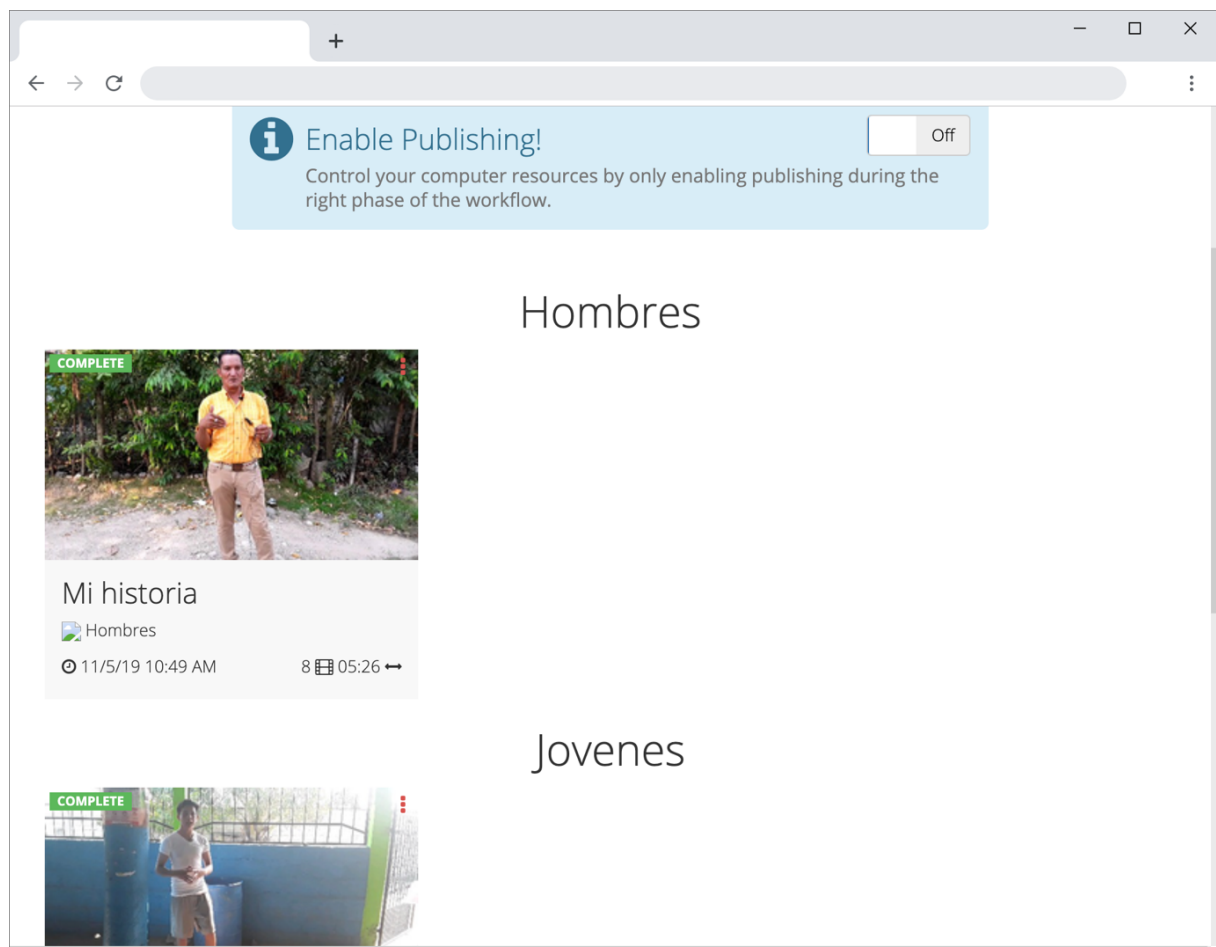 Enable Publishing!
Off
Control your computer resources by only enabling publishing during the
right phase of the workflow.
Hombres
COMPLETE
Mi historia
Hombres
11/5/19 10:49 AM
8 05:26
Jovenes
COMPLETE